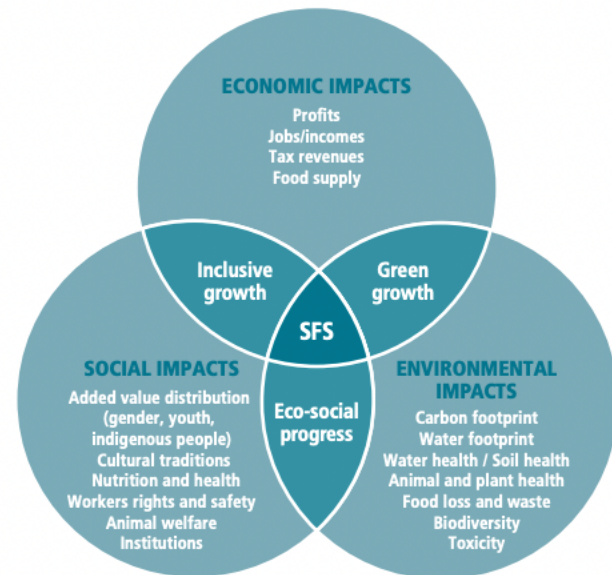 ECONOMIC IMPACTS
Profits
Jobs/incomes
Tax revenues
Food supply
Inclusive
growth
Green
growth
SFS
SOCIAL IMPACTS
Added value distribution
(gender, youth,
indigenous people)
Cultural traditions
Nutrition and health
Workers rights and safety
Animal welfare
Institutions
Eco-social
progress
ENVIRONMENTAL
IMPACTS
Carbon footprint
Water footprint
Water health / Soil health
Animal and plant health
Food loss and waste
Biodiversity
Toxicity